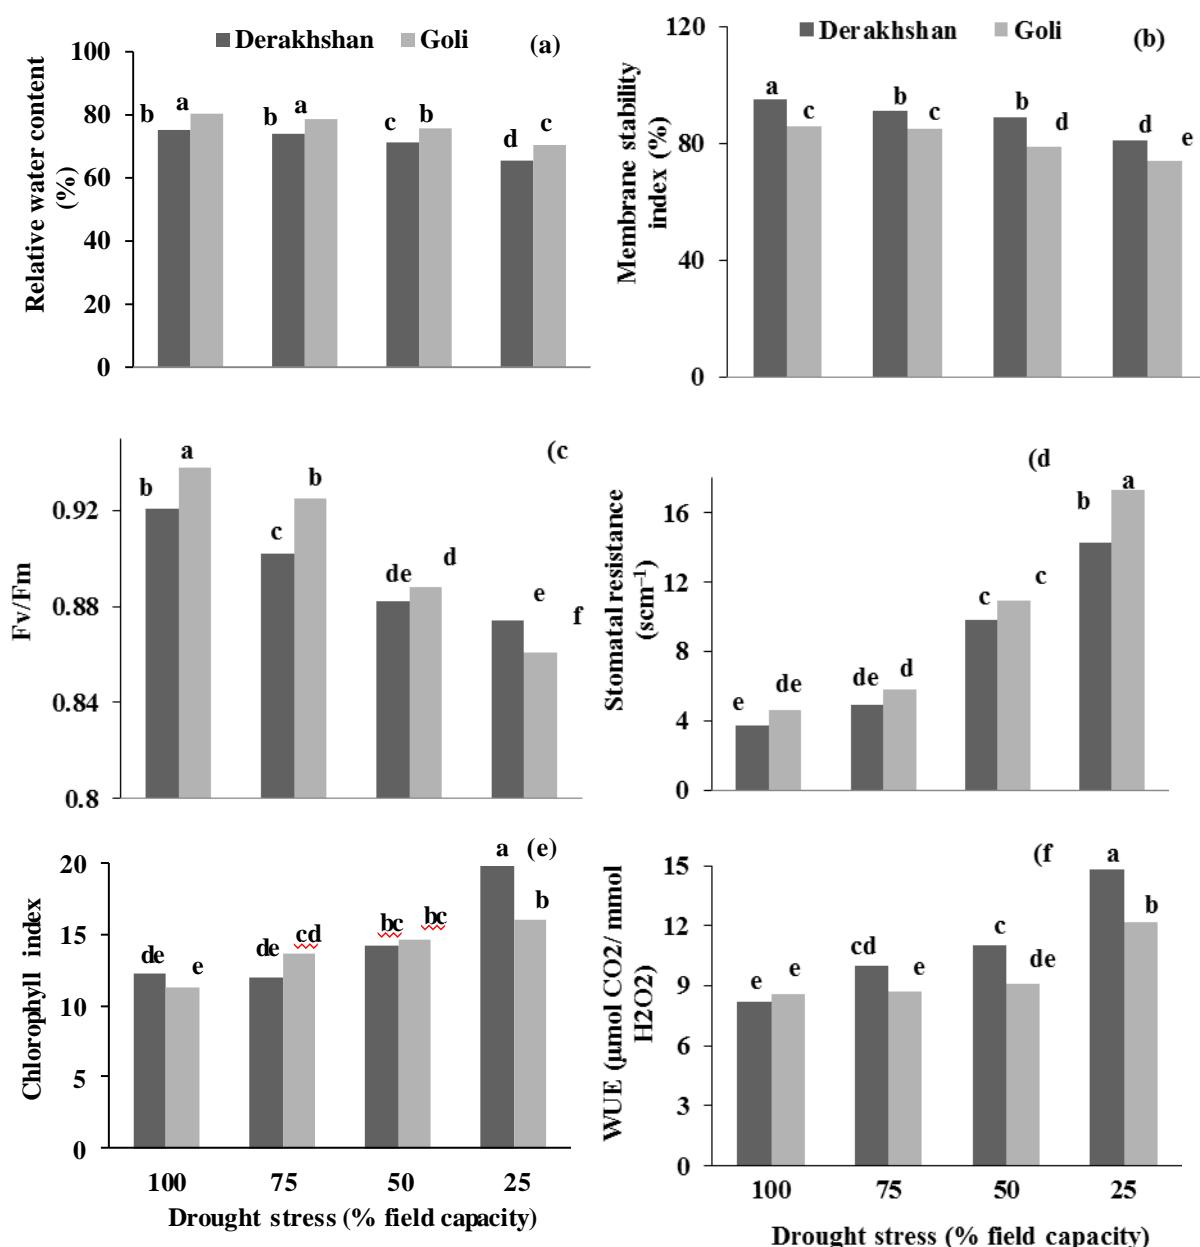 Derakhshan Goli (a)
Relative water content
(%)
100
80
60
40
20
0
b a b a c b d c
Derakhshan Goli (b)
Membrane stability
index (%)
120
80
40
0
a c b c b d d e
(c
Fv/Fm
0.92
0.88
0.84
0.8
b a c b de d e f
(d
Stomatal resistance
(scm⁻¹)
16
12
8
4
0
e de de d c c b a
(e)
Chlorophyll index
20
15
10
5
0
de e de cd bc bc a b
100 75 50 25
Drought stress (% field capacity)
(f
WUE (µmol CO2/ mmol
H2O2)
15
12
9
6
3
0
e e cd e c de a b
100 75 50 25
Drought stress (% field capacity)